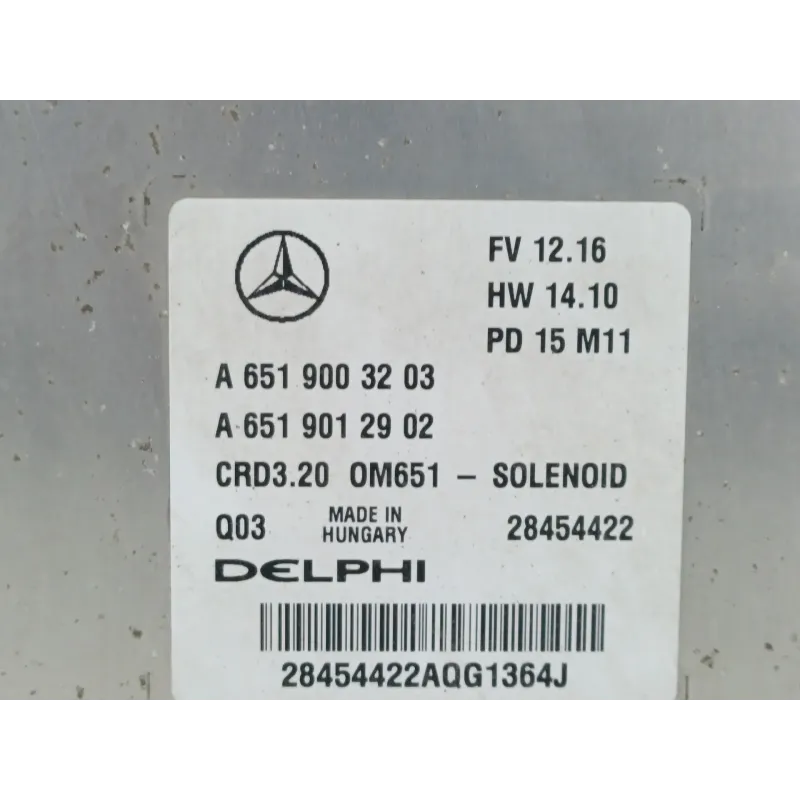 FV 12.16
HW 14.10
PD 15 M11
A 651 900 32 03
A 651 901 29 02
CRD3.20 OM651 – SOLENOID
Q03 MADE IN HUNGARY 28454422
DELPHI
28454422AQG1364J